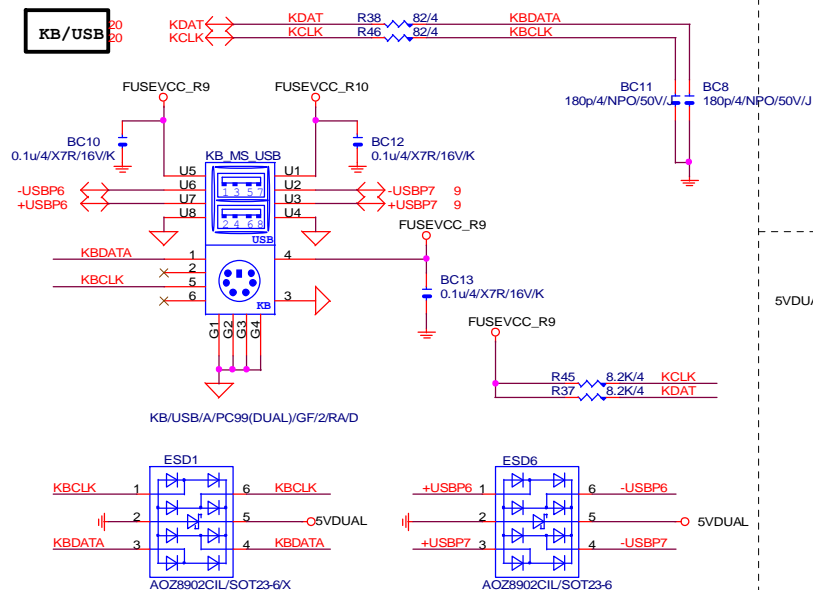 KB/USB
20
20
KDAT
KCLK
KDAT R38 82/4 KBDATA
KCLK R46 82/4 KBCLK
BC11
180p/4/NPO/50V/J
BC8
180p/4/NPO/50V/J
FUSEVCC_R9
FUSEVCC_R10
BC10
0.1u/4/X7R/16V/K
BC12
0.1u/4/X7R/16V/K
KB_MS_USB
U5
U6
U7
U8
U1
U2
U3
U4
1 3 5 7
2 4 6 8
USB
-USBP6
+USBP6
-USBP7 9
+USBP7 9
FUSEVCC_R9
KBDATA
KBCLK
1
2
5
6
4
3
KB
G1
G2
G3
G4
BC13
0.1u/4/X7R/16V/K
5VDU
FUSEVCC_R9
R45 8.2K/4 KCLK
R37 8.2K/4 KDAT
KB/USB/A/PC99(DUAL)/GF/2/RA/D
ESD1
KBCLK 1 6 KBCLK
2 5 5VDUAL
KBDATA 3 4 KBDATA
AOZ8902CIL/SOT23-6/X
ESD6
+USBP6 1 6 -USBP6
2 5 5VDUAL
+USBP7 3 4 -USBP7
AOZ8902CIL/SOT23-6